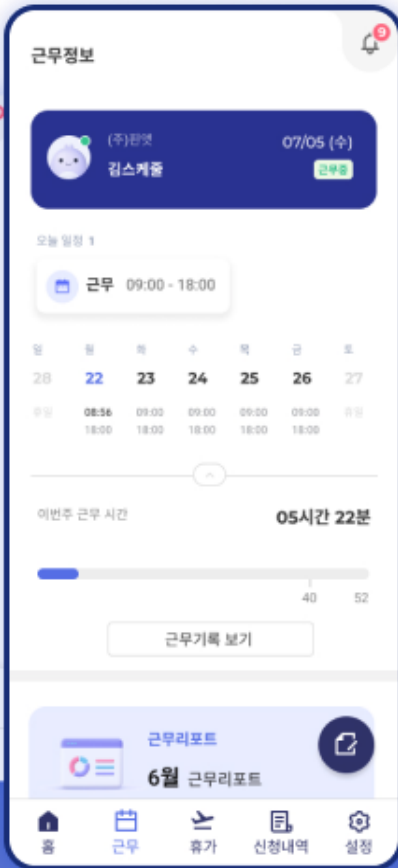 근무정보
9
(주)판엣
07/05 (수)
김스케줄
근무중
오늘 일정 1
근무 09:00 - 18:00
일 월 화 수 목 금 토
28 22 23 24 25 26 27
휴일 08:56 09:00 09:00 09:00 09:00 휴일
18:00 18:00 18:00 18:00 18:00
이번주 근무 시간
05시간 22분
40 52
근무기록 보기
근무리포트
6월 근무리포트
홈 근무 휴가 신청내역 설정